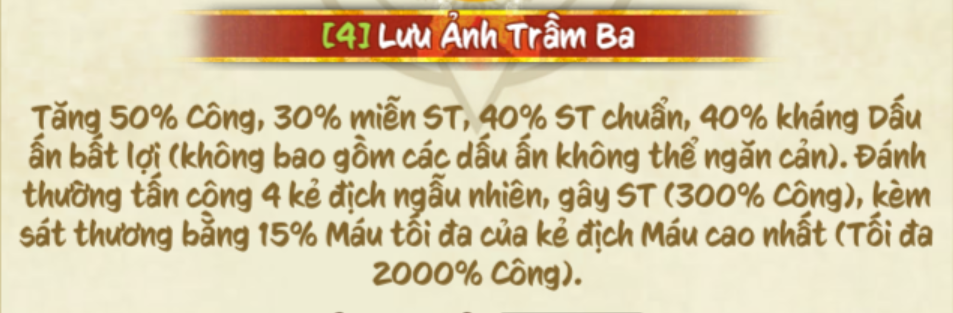 [4] Lưu Ảnh Trầm Ba
Tăng 50% Công, 30% miễn ST, 40% ST chuẩn, 40% kháng Dấu
ấn bất lợi (không bao gồm các dấu ấn không thể ngăn cản). Đánh
thường tấn công 4 kẻ địch ngẫu nhiên, gây ST (300% Công), kèm
sát thương bằng 15% Máu tối đa của kẻ địch Máu cao nhất (Tối đa
2000% Công).